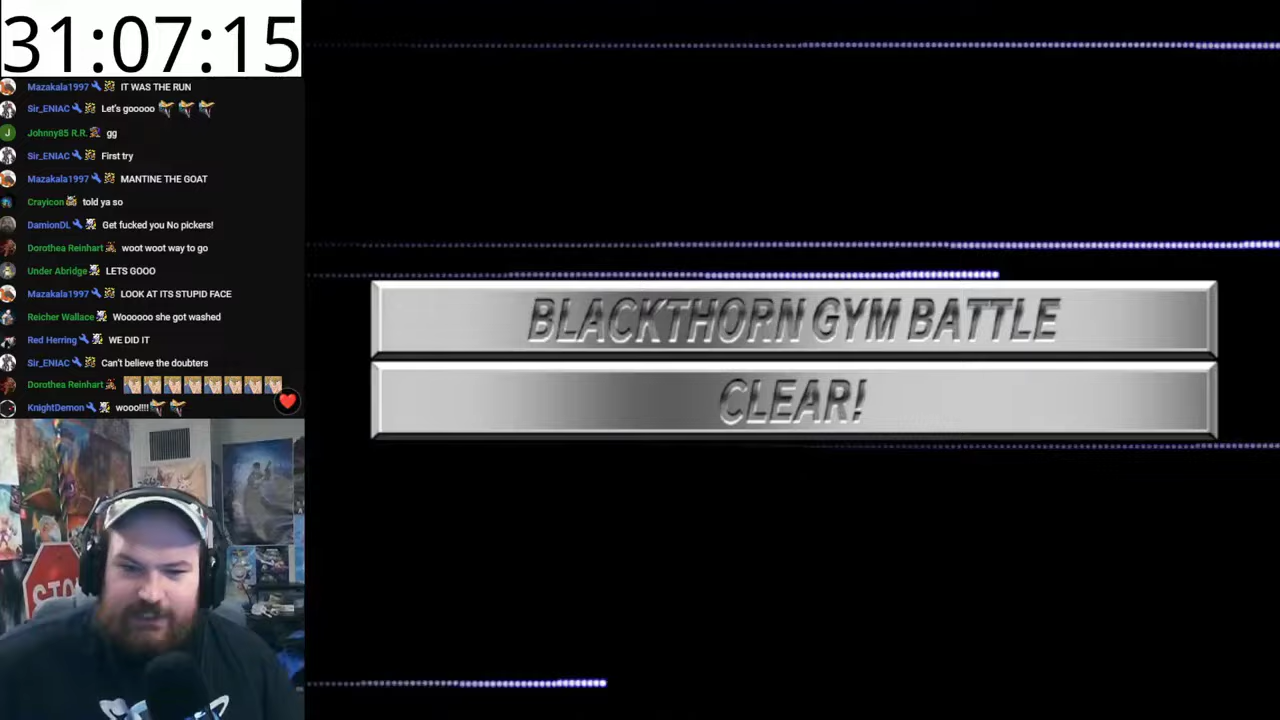 31:07:15
Mazakala1997 IT WAS THE RUN
Sir_ENIAC Let's gooooo
J Johnny85 R.R. gg
Sir_ENIAC First try
Mazakala1997 MANTINE THE GOAT
Crayicon told ya so
DamionDL Get fucked you No pickers!
Dorothea Reinhart woot woot way to go
Under Abridge LETS GOOO
Mazakala1997 LOOK AT ITS STUPID FACE
Reicher Wallace Woooooo she got washed
Red Herring WE DID IT
Sir_ENIAC Can't believe the doubters
Dorothea Reinhart
KnightDemon wooo!!!!
BLACKTHORN GYM BATTLE
CLEAR!
STO